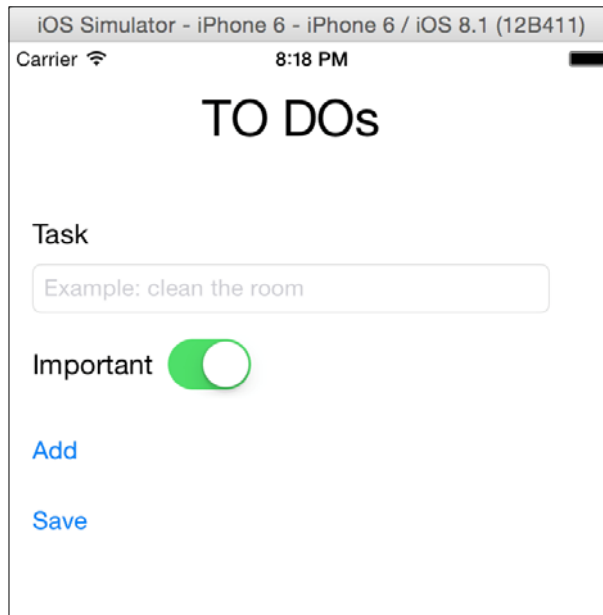 iOS Simulator - iPhone 6 - iPhone 6 / iOS 8.1 (12B411)
Carrier 8:18 PM
TO DOs
Task
Example: clean the room
Important
Add
Save